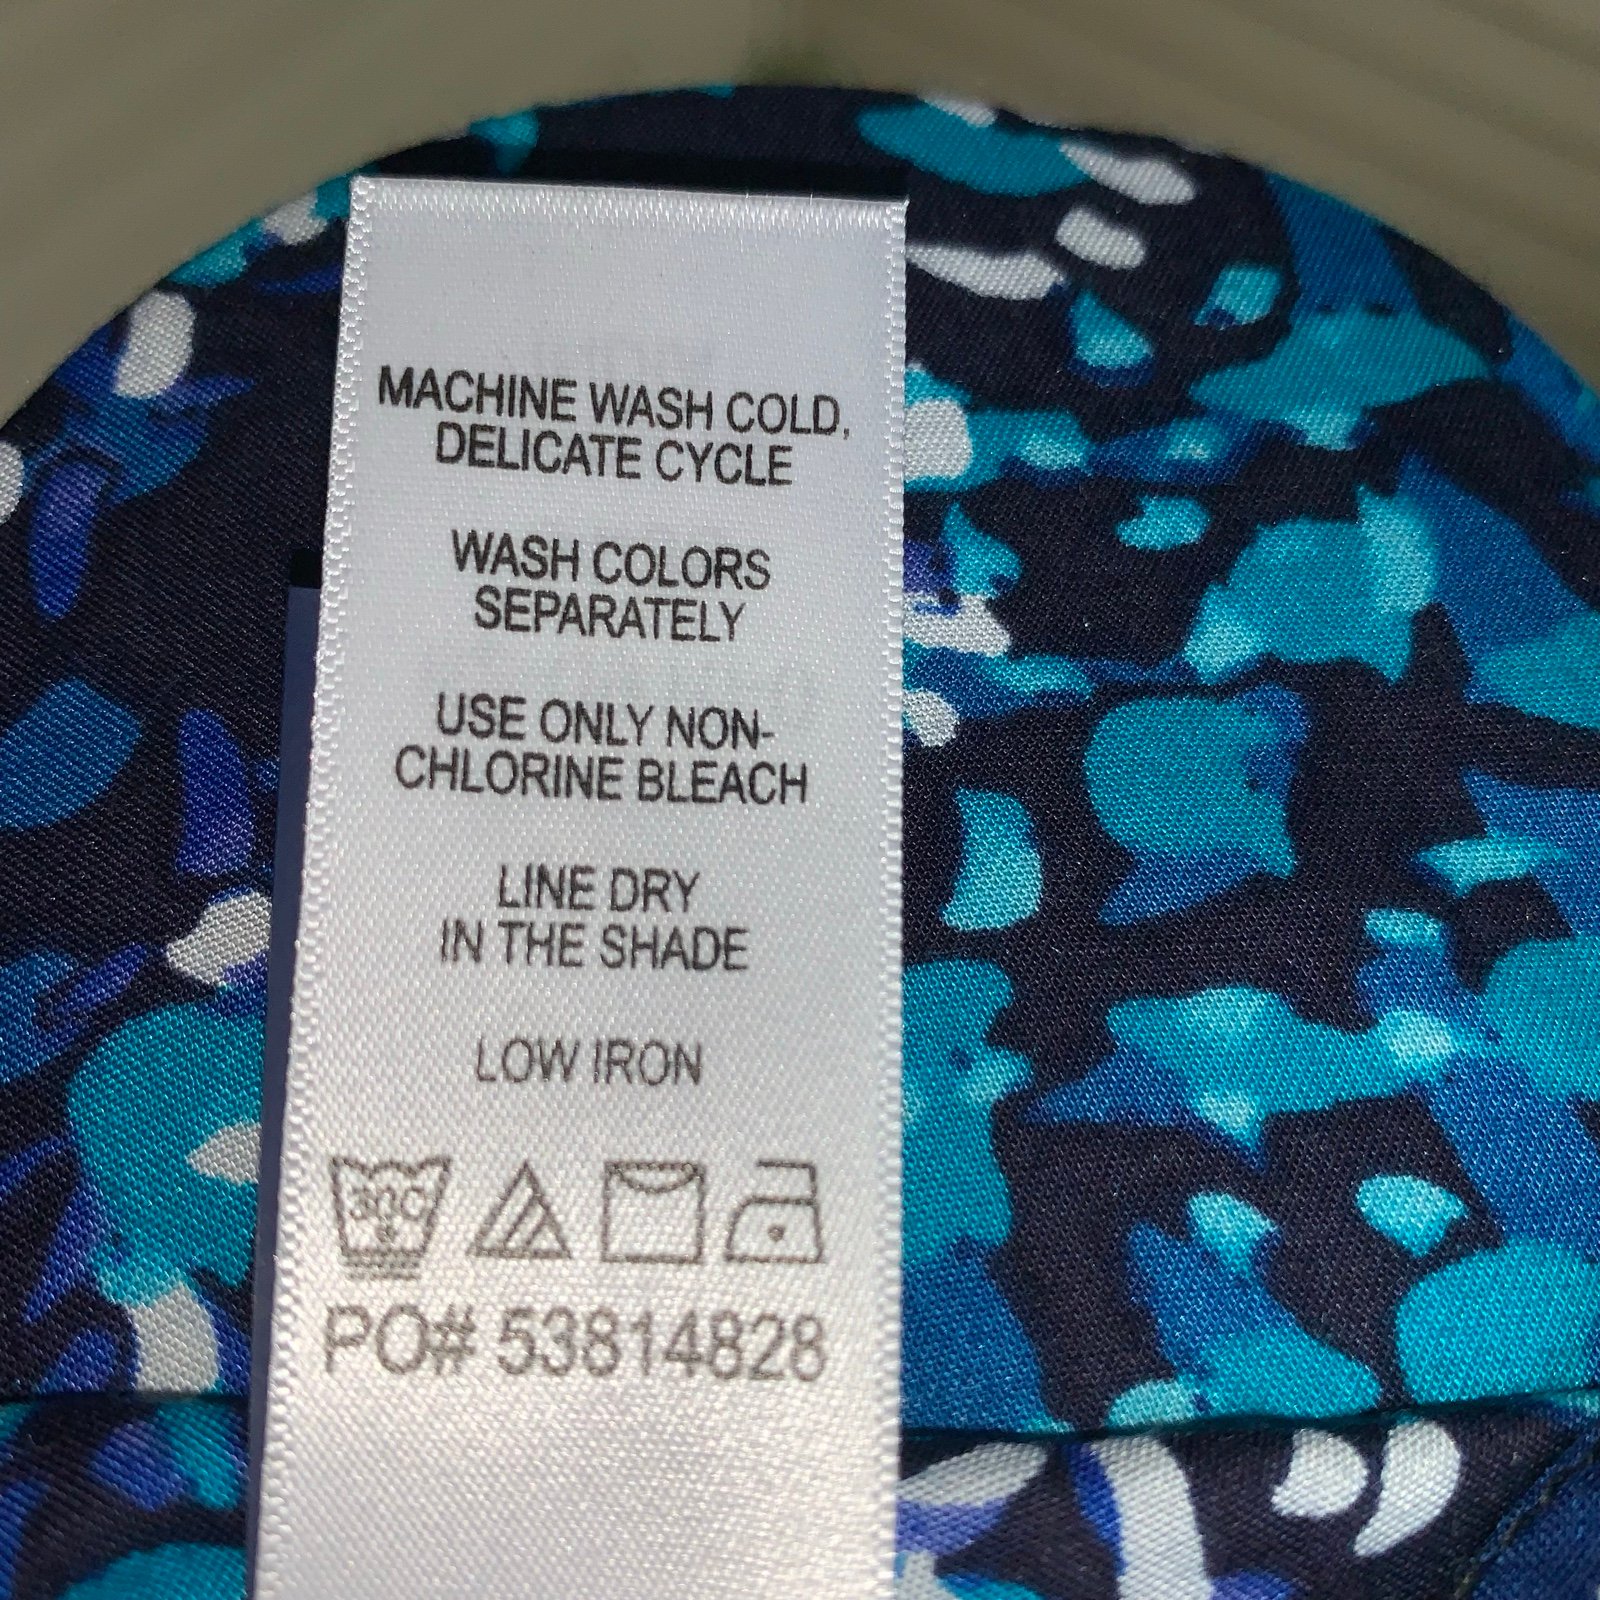 MACHINE WASH COLD,
DELICATE CYCLE
WASH COLORS
SEPARATELY
USE ONLY NON-
CHLORINE BLEACH
LINE DRY
IN THE SHADE
LOW IRON
30C
PO# 53814828